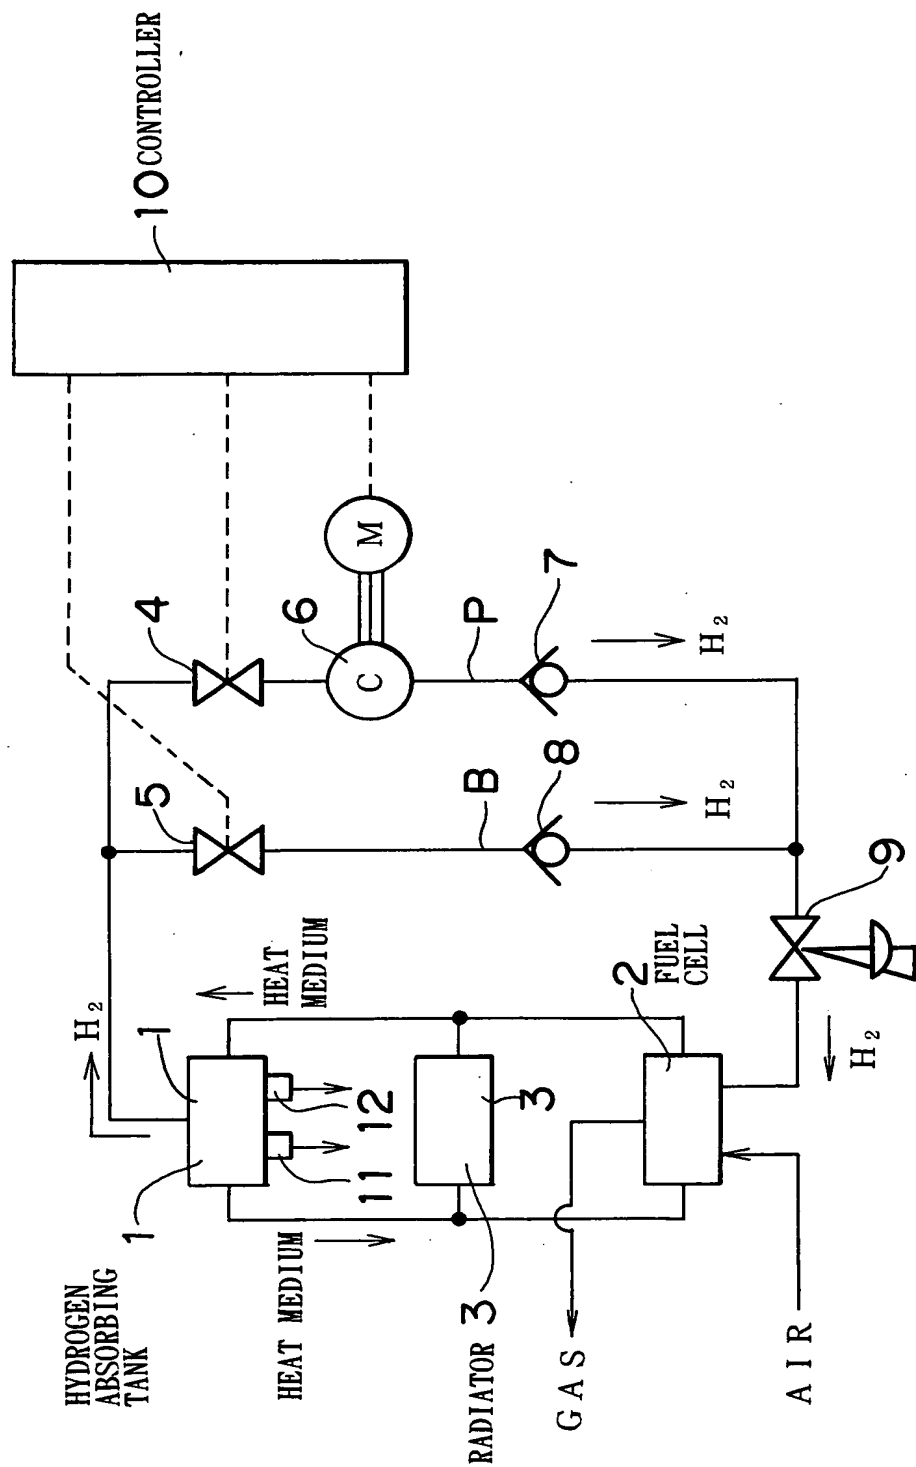 HYDROGEN
ABSORBING
TANK
H₂
1
1
5
4
10 CONTROLLER
HEAT MEDIUM
HEAT
MEDIUM
6
11
12
C
M
RADIATOR 3
3
B
P
GAS
8
7
2
FUEL
CELL
H₂
H₂
AIR
H₂
9